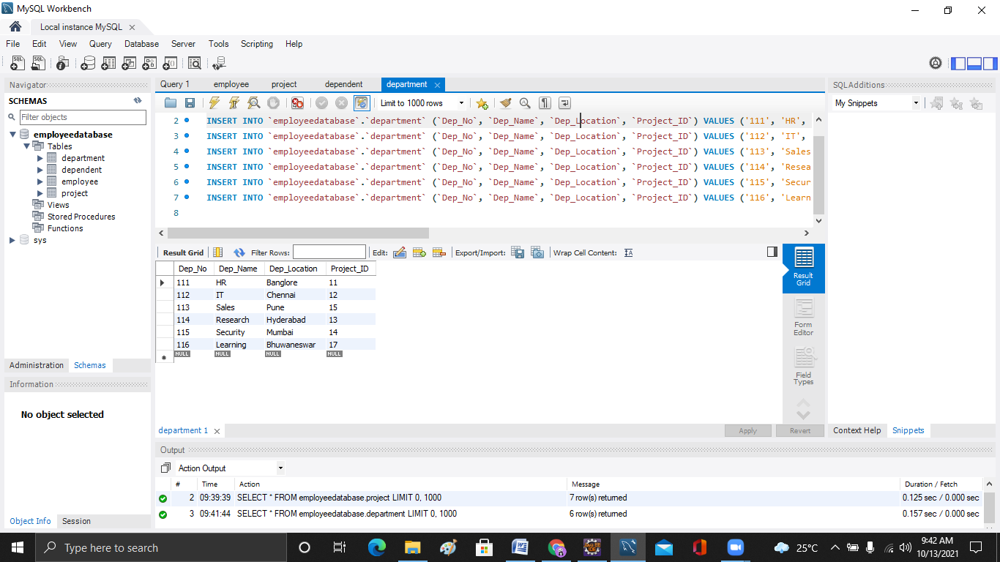 MySQL Workbench
Local instance MySQL
File Edit View Query Database Server Tools Scripting Help
Navigator
SCHEMAS
Filter objects
employeedatabase
Tables
department
dependent
employee
project
Views
Stored Procedures
Functions
sys
Administration Schemas
Information
No object selected
Object Info Session
Query 1 employee project dependent department
Limit to 1000 rows
2 INSERT INTO `employeedatabase`.`department` (`Dep_No`, `Dep_Name`, `Dep_Location`, `Project_ID`) VALUES ('111', 'HR',
3 INSERT INTO `employeedatabase`.`department` (`Dep_No`, `Dep_Name`, `Dep_Location`, `Project_ID`) VALUES ('112', 'IT',
4 INSERT INTO `employeedatabase`.`department` (`Dep_No`, `Dep_Name`, `Dep_Location`, `Project_ID`) VALUES ('113', 'Sales
5 INSERT INTO `employeedatabase`.`department` (`Dep_No`, `Dep_Name`, `Dep_Location`, `Project_ID`) VALUES ('114', 'Resea
6 INSERT INTO `employeedatabase`.`department` (`Dep_No`, `Dep_Name`, `Dep_Location`, `Project_ID`) VALUES ('115', 'Secur
7 INSERT INTO `employeedatabase`.`department` (`Dep_No`, `Dep_Name`, `Dep_Location`, `Project_ID`) VALUES ('116', 'Learn
8
Result Grid Filter Rows: Edit: Export/Import: Wrap Cell Content:
Dep_No Dep_Name Dep_Location Project_ID
111 HR Banglore 11
112 IT Chennai 12
113 Sales Pune 15
114 Research Hyderabad 13
115 Security Mumbai 14
116 Learning Bhuwaneswar 17
NULL NULL NULL NULL
Result
Grid
Form
Editor
Field
Types
department 1 Apply Revert
SQLAdditions
My Snippets
Context Help Snippets
Output
Action Output
# Time Action Message Duration / Fetch
2 09:39:39 SELECT * FROM employeedatabase.project LIMIT 0, 1000 7 row(s) returned 0.125 sec / 0.000 sec
3 09:41:44 SELECT * FROM employeedatabase.department LIMIT 0, 1000 6 row(s) returned 0.157 sec / 0.000 sec
Type here to search
25°C
9:42 AM
10/13/2021